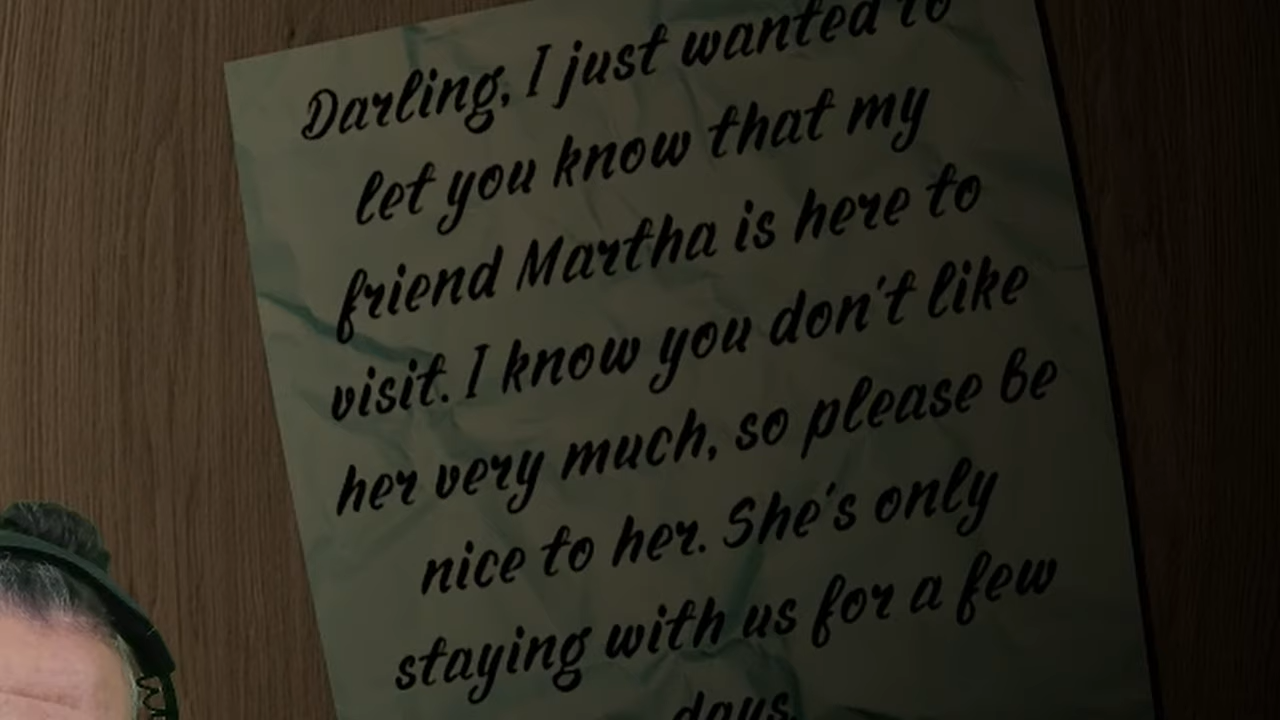 Darling, I just wanted to
let you know that my
friend Martha is here to
visit. I know you don't like
her very much, so please be
nice to her. She's only
staying with us for a few
days.